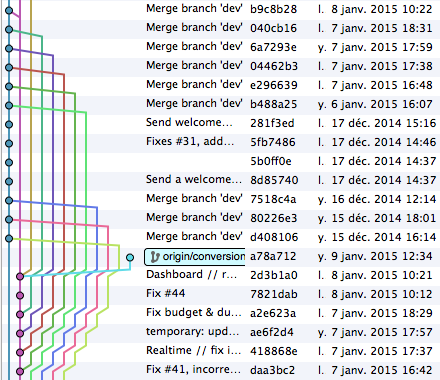 Merge branch 'dev' b9c8b28 l. 8 janv. 2015 10:22
Merge branch 'dev' 040cb16 l. 7 janv. 2015 18:31
Merge branch 'dev' 6a7293e y. 7 janv. 2015 17:59
Merge branch 'dev' 04462b3 l. 7 janv. 2015 17:38
Merge branch 'dev' e296639 l. 7 janv. 2015 16:48
Merge branch 'dev' b488a25 y. 6 janv. 2015 16:07
Send welcome... 281f3ed l. 17 déc. 2014 15:16
Fixes #31, add... 5fb7486 l. 17 déc. 2014 14:46
5b0ff0e l. 17 déc. 2014 14:37
Send a welcome... 8d85740 l. 17 déc. 2014 14:37
Merge branch 'dev' 7518c4a y. 16 déc. 2014 12:14
Merge branch 'dev' 80226e3 y. 15 déc. 2014 18:01
Merge branch 'dev' d408106 y. 15 déc. 2014 16:14
origin/conversion a78a712 y. 9 janv. 2015 12:34
Dashboard // r... 2d3b1a0 l. 8 janv. 2015 10:21
Fix #44 7821dab l. 8 janv. 2015 10:12
Fix budget & du... a2e623a l. 7 janv. 2015 18:29
temporary: upd... ae6f2d4 y. 7 janv. 2015 17:57
Realtime // fix i... 418868e l. 7 janv. 2015 17:37
Fix #41, incorre... daa3bc2 l. 7 janv. 2015 16:42